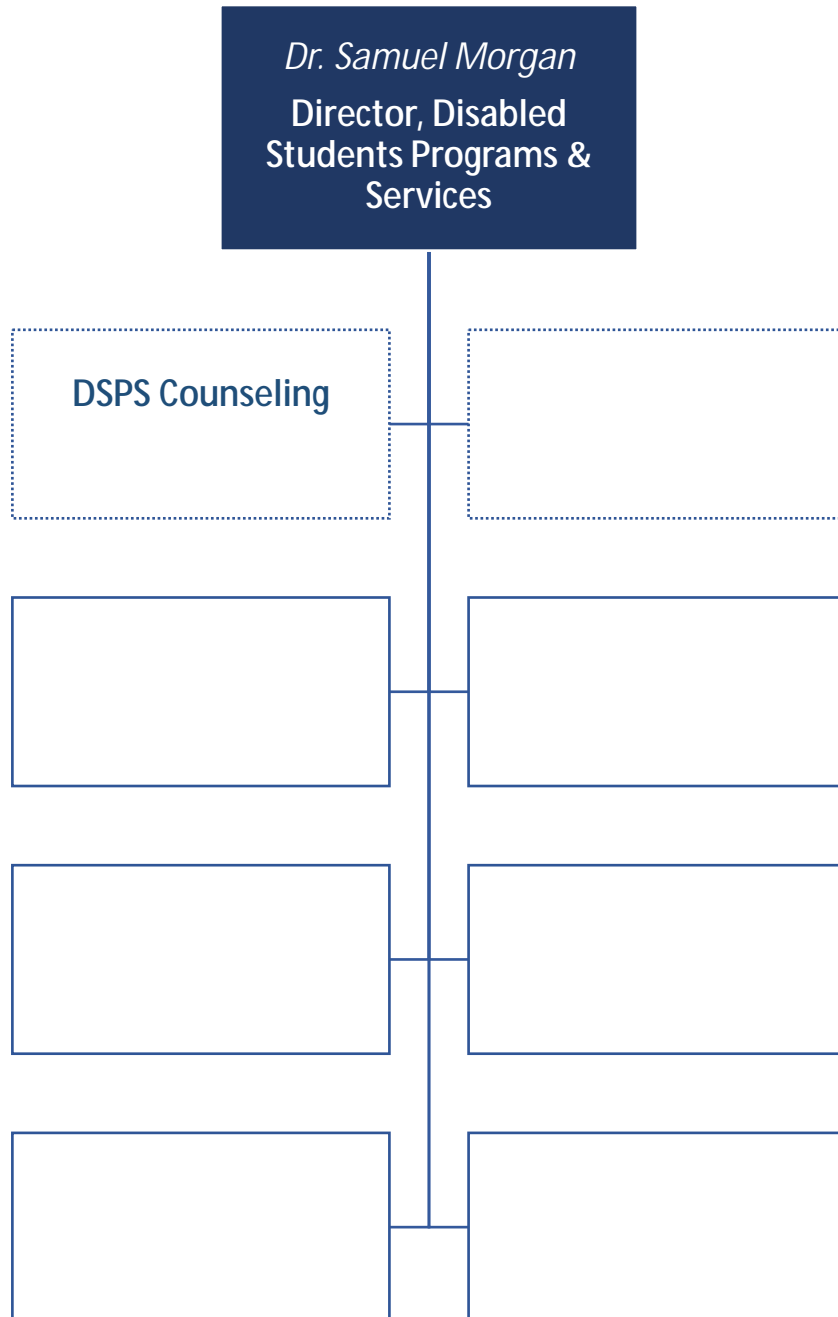 Dr. Samuel Morgan
Director, Disabled
Students Programs &
Services
DSPS Counseling